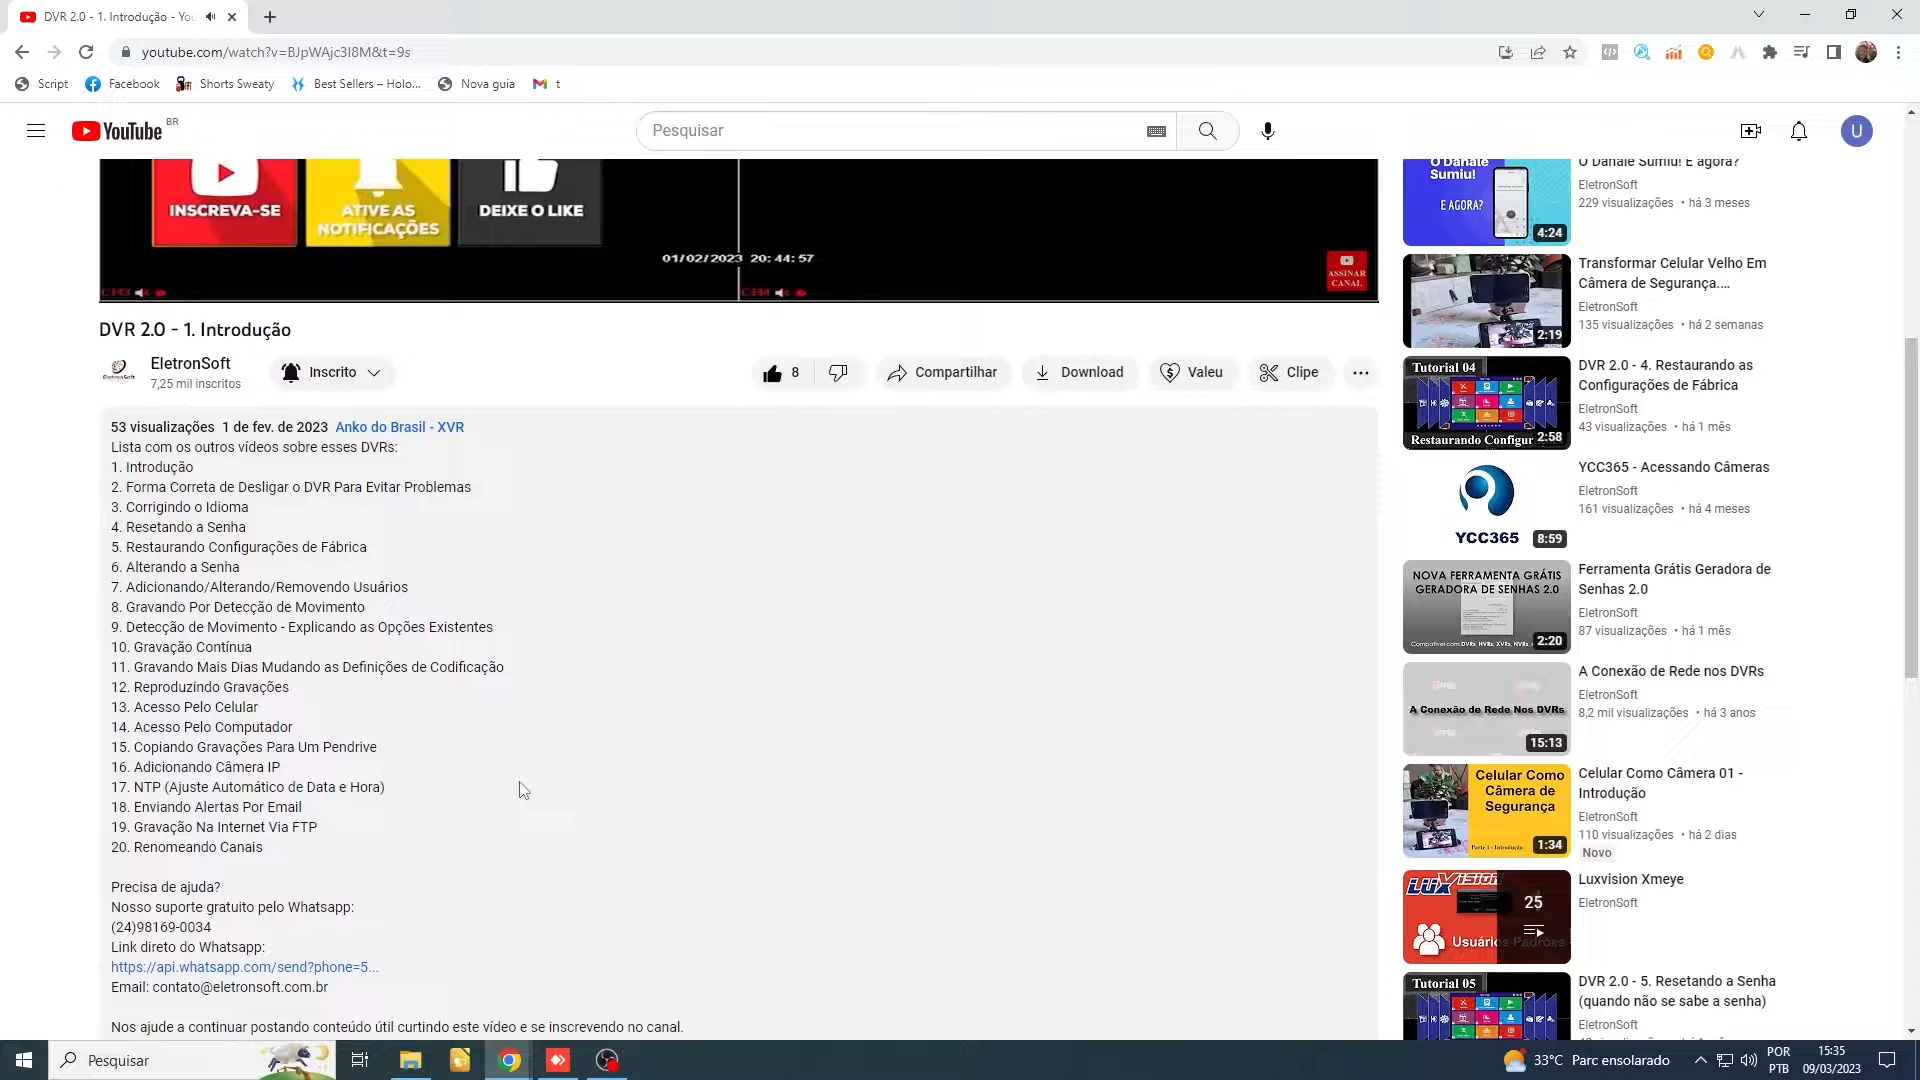 DVR 2.0 - 1. Introdução - You
youtube.com/watch?v=BJpWAjc3I8M&t=9s
Script
Facebook
Shorts Sweaty
Best Sellers – Holo...
Nova guia
t
YouTube BR
Pesquisar
U
INSCREVA-SE
ATIVE AS NOTIFICAÇÕES
DEIXE O LIKE
01/02/2023 20:44:57
ASSINAR CANAL
CH3
CH4
DVR 2.0 - 1. Introdução
EletronSoft
7,25 mil inscritos
Inscrito
8
Compartilhar
Download
Valeu
Clipe
53 visualizações 1 de fev. de 2023 Anko do Brasil - XVR
Lista com os outros vídeos sobre esses DVRs:
1. Introdução
2. Forma Correta de Desligar o DVR Para Evitar Problemas
3. Corrigindo o Idioma
4. Resetando a Senha
5. Restaurando Configurações de Fábrica
6. Alterando a Senha
7. Adicionando/Alterando/Removendo Usuários
8. Gravando Por Detecção de Movimento
9. Detecção de Movimento - Explicando as Opções Existentes
10. Gravação Contínua
11. Gravando Mais Dias Mudando as Definições de Codificação
12. Reproduzindo Gravações
13. Acesso Pelo Celular
14. Acesso Pelo Computador
15. Copiando Gravações Para Um Pendrive
16. Adicionando Câmera IP
17. NTP (Ajuste Automático de Data e Hora)
18. Enviando Alertas Por Email
19. Gravação Na Internet Via FTP
20. Renomeando Canais
Precisa de ajuda?
Nosso suporte gratuito pelo Whatsapp:
(24)98169-0034
Link direto do Whatsapp:
https://api.whatsapp.com/send?phone=5...
Email: contato@eletronsoft.com.br
Nos ajude a continuar postando conteúdo útil curtindo este vídeo e se inscrevendo no canal.
O Danale
Sumiu!
E AGORA?
4:24
O Danale Sumiu! E agora?
EletronSoft
229 visualizações • há 3 meses
2:19
Transformar Celular Velho Em
Câmera de Segurança....
EletronSoft
135 visualizações • há 2 semanas
Tutorial 04
Restaurando Configur
2:58
DVR 2.0 - 4. Restaurando as
Configurações de Fábrica
EletronSoft
43 visualizações • há 1 mês
YCC365
8:59
YCC365 - Acessando Câmeras
EletronSoft
161 visualizações • há 4 meses
NOVA FERRAMENTA GRÁTIS
GERADORA DE SENHAS 2.0
Compatível com DVRs, HVRs, XVRs, NVRs,
2:20
Ferramenta Grátis Geradora de
Senhas 2.0
EletronSoft
87 visualizações • há 1 mês
A Conexão de Rede Nos DVRs
15:13
A Conexão de Rede nos DVRs
EletronSoft
8,2 mil visualizações • há 3 anos
Celular Como
Câmera de
Segurança
Parte 1 - Introdução
1:34
Celular Como Câmera 01 -
Introdução
EletronSoft
110 visualizações • há 2 dias
Novo
LUXVISION
Usuários Padrões
25
Luxvision Xmeye
EletronSoft
Tutorial 05
DVR 2.0 - 5. Resetando a Senha
(quando não se sabe a senha)
EletronSoft
Pesquisar
33°C Parc ensolarado
POR
PTB
15:35
09/03/2023